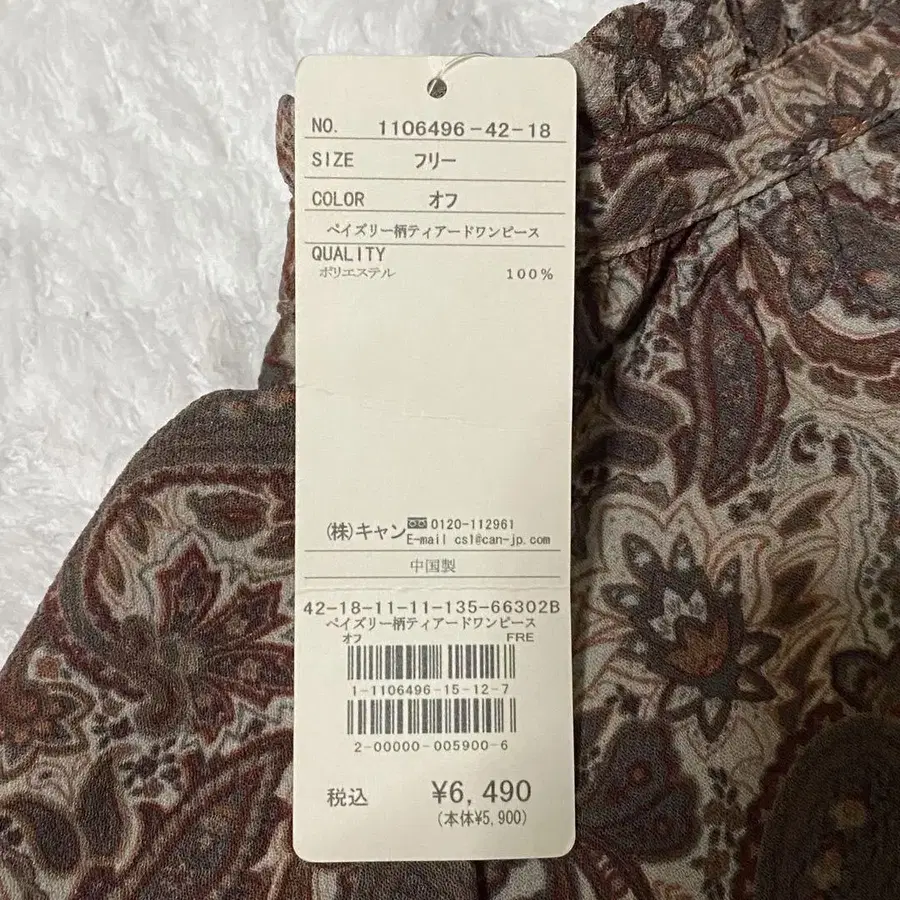 NO. 1106496-42-18
SIZE フリー
COLOR オフ
ペイズリー柄ティアードワンピース
QUALITY
ポリエステル 100%
(株)キャン 0120-112961
E-mail cs1@can-jp.com
中国製
42-18-11-11-135-66302B
ペイズリー柄ティアードワンピース
オフ FRE
1-1106496-15-12-7
2-00000-005900-6
税込 ¥6,490
(本体¥5,900)